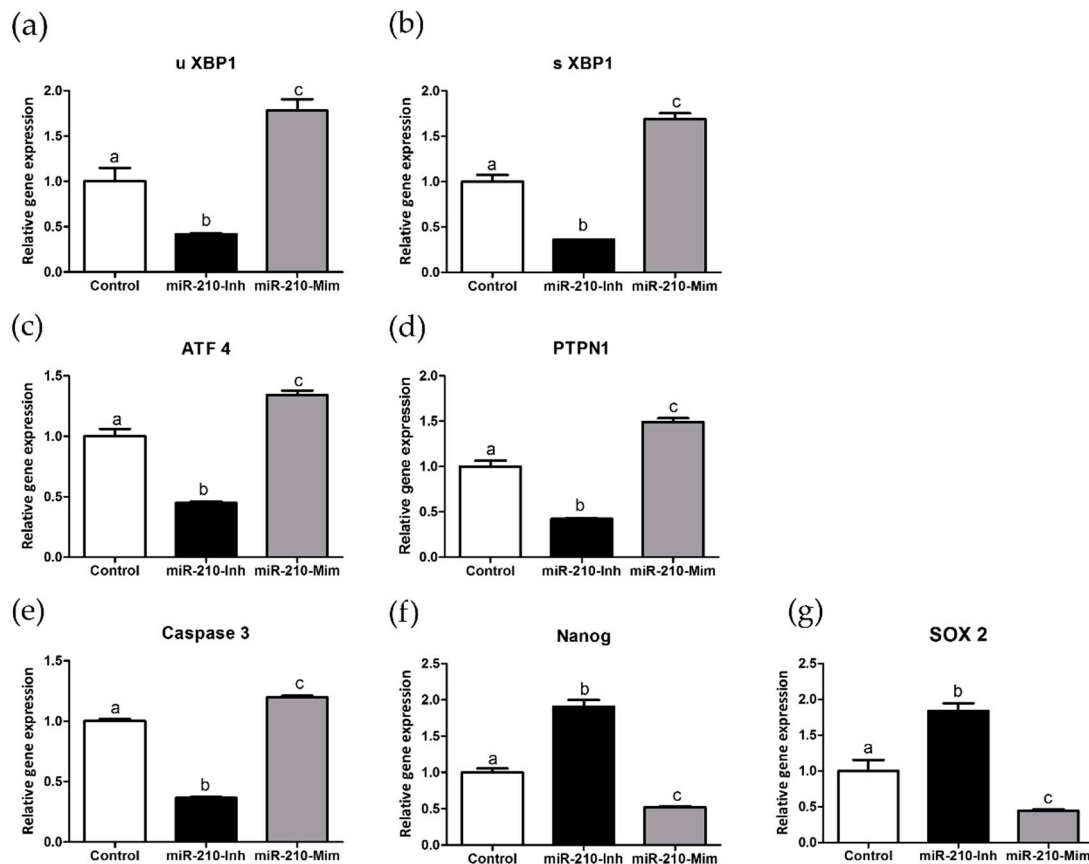 (a)
u XBP1
Relative gene expression
2.0
1.5
1.0
0.5
0.0
a
b
c
Control miR-210-Inh miR-210-Mim
(b)
s XBP1
Relative gene expression
2.0
1.5
1.0
0.5
0.0
a
b
c
Control miR-210-Inh miR-210-Mim
(c)
ATF 4
Relative gene expression
1.5
1.0
0.5
0.0
a
b
c
Control miR-210-Inh miR-210-Mim
(d)
PTPN1
Relative gene expression
2.0
1.5
1.0
0.5
0.0
a
b
c
Control miR-210-Inh miR-210-Mim
(e)
Caspase 3
Relative gene expression
1.5
1.0
0.5
0.0
a
b
c
Control miR-210-Inh miR-210-Mim
(f)
Nanog
Relative gene expression
2.5
2.0
1.5
1.0
0.5
0.0
a
b
c
Control miR-210-Inh miR-210-Mim
(g)
SOX 2
Relative gene expression
2.5
2.0
1.5
1.0
0.5
0.0
a
b
c
Control miR-210-Inh miR-210-Mim